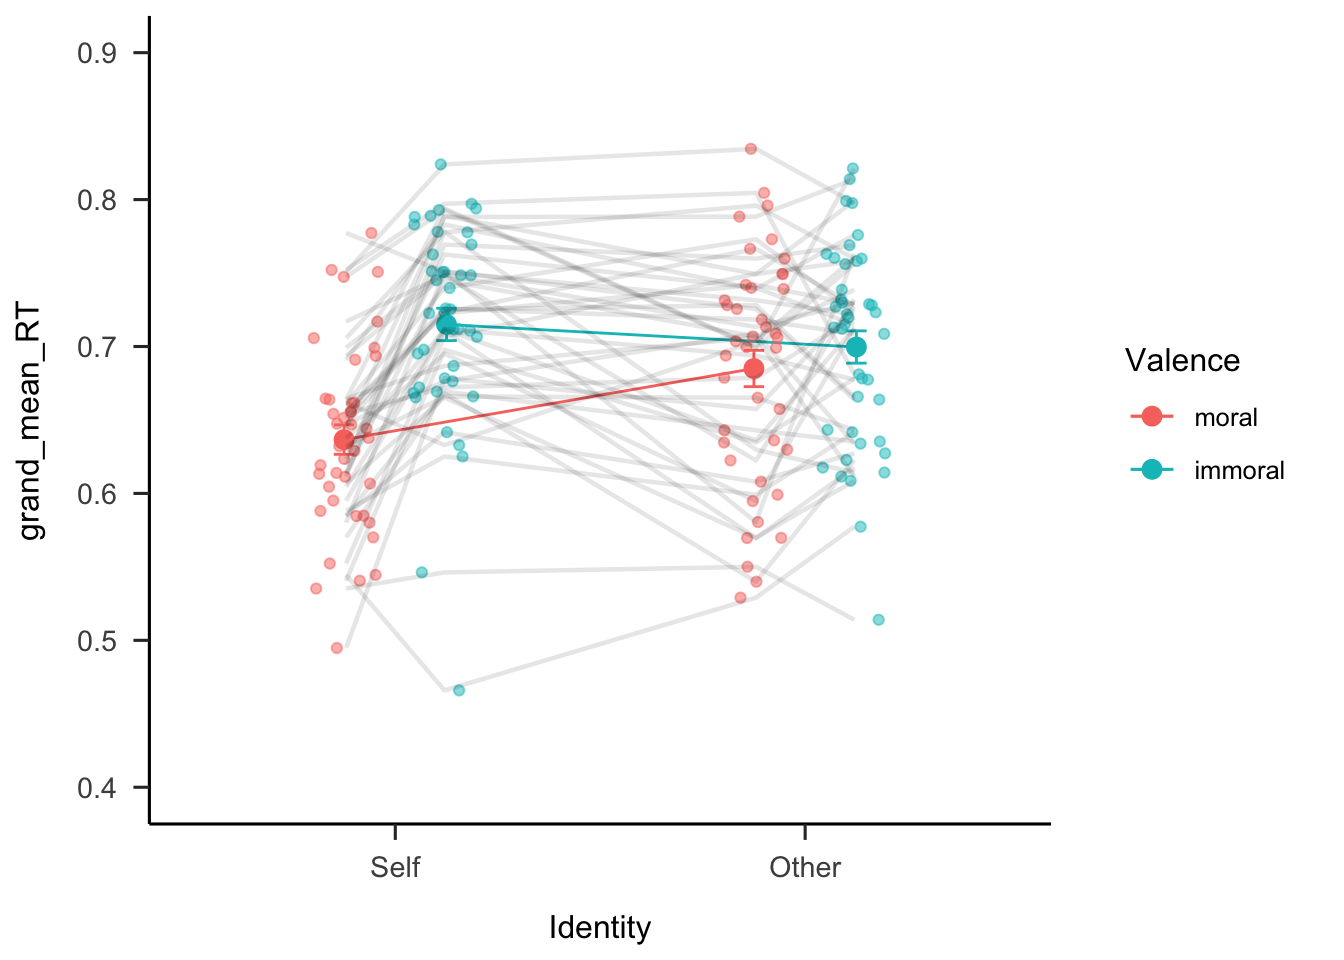 grand_mean_RT
0.9
0.8
0.7
0.6
0.5
0.4
Self
Other
Identity
Valence
moral
immoral